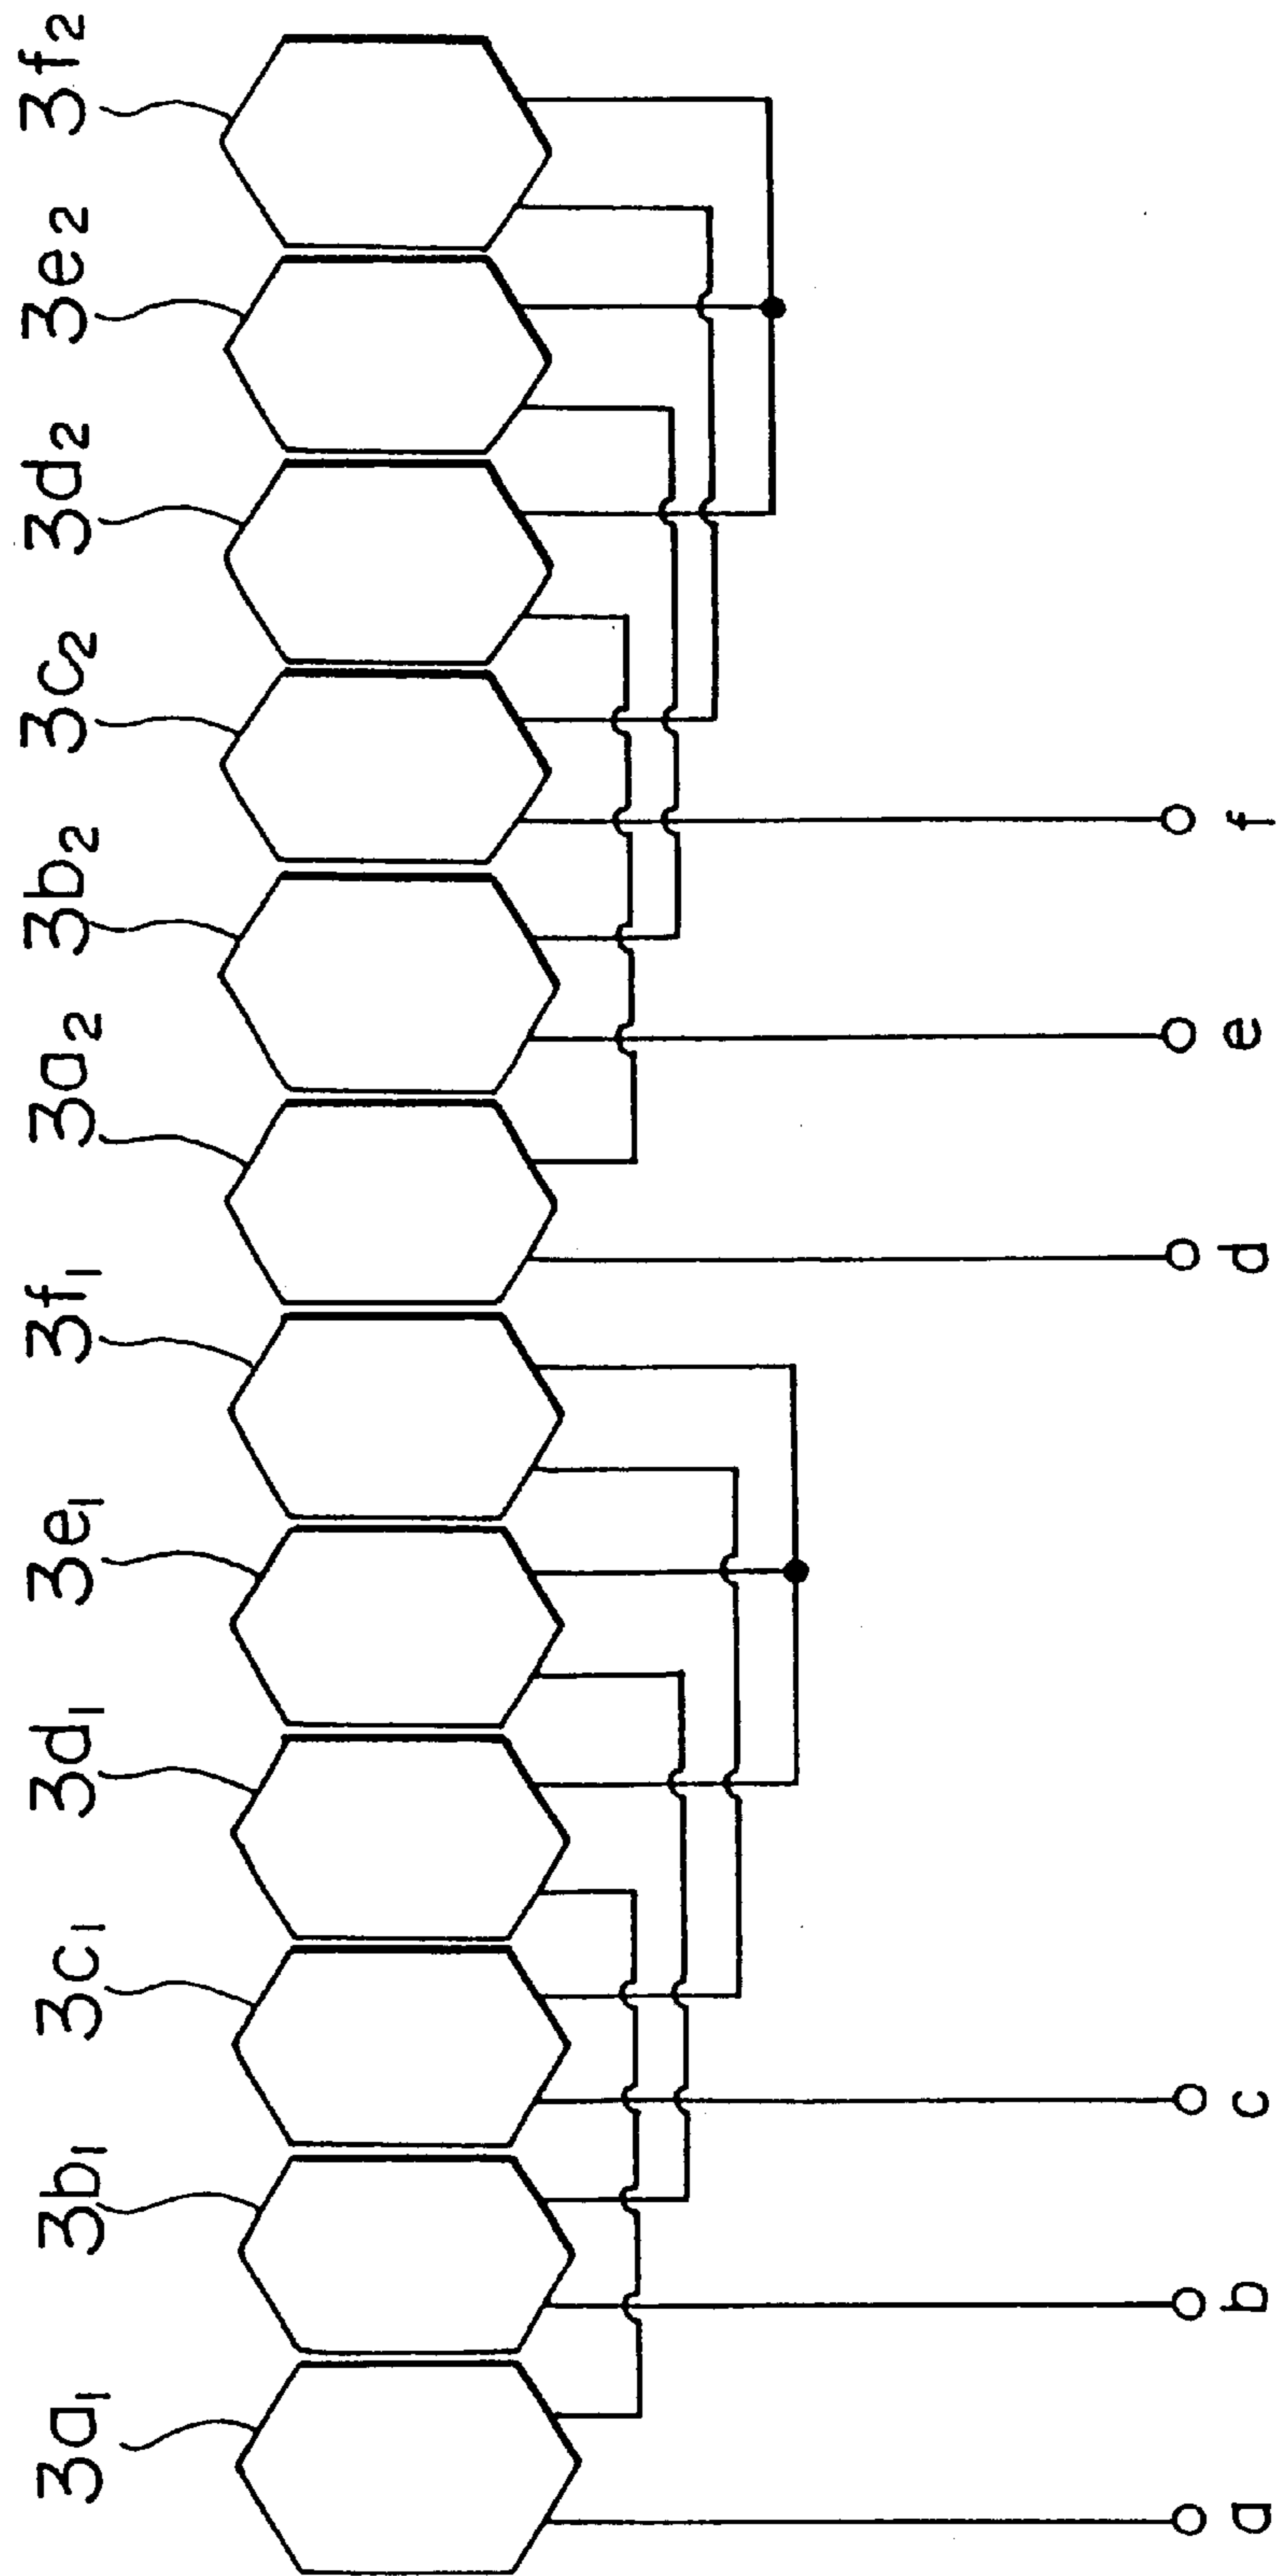 3a₁ 3b₁ 3c₁ 3d₁ 3e₁ 3f₁ 3a₂ 3b₂ 3c₂ 3d₂ 3e₂ 3f₂
a b c d e f